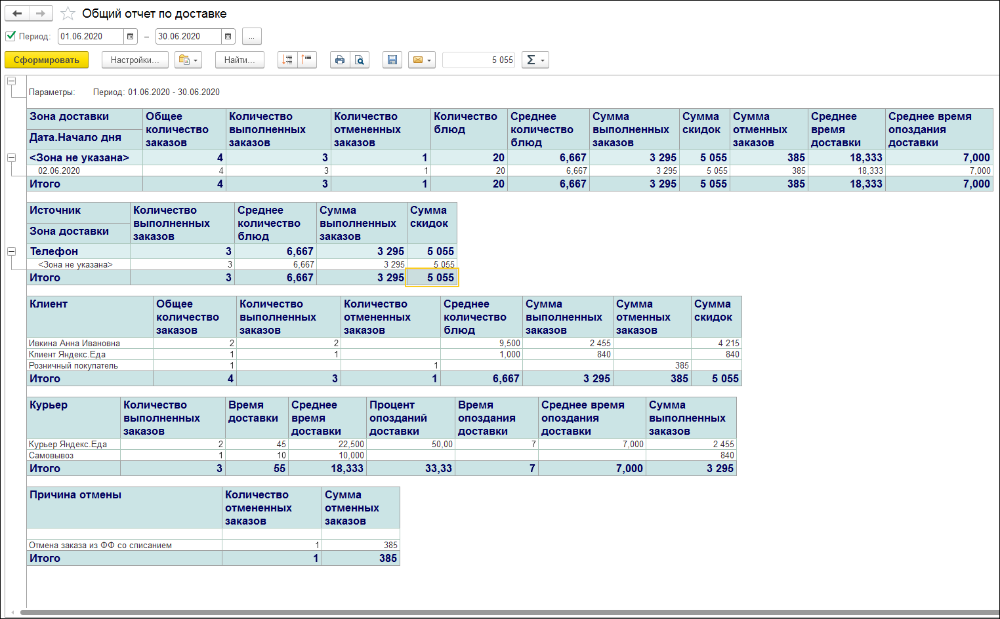 Общий отчет по доставке
Период: 01.06.2020 – 30.06.2020 ...
Сформировать Настройки... Найти... 5 055 Σ
Параметры: Период: 01.06.2020 - 30.06.2020
Зона доставки Общее количество заказов Количество выполненных заказов Количество отмененных заказов Количество блюд Среднее количество блюд Сумма выполненных заказов Сумма скидок Сумма отменных заказов Среднее время доставки Среднее время опоздания доставки
Дата.Начало дня
<Зона не указана> 4 3 1 20 6,667 3 295 5 055 385 18,333 7,000
02.06.2020 4 3 1 20 6,667 3 295 5 055 385 18,333 7,000
Итого 4 3 1 20 6,667 3 295 5 055 385 18,333 7,000
Источник Количество выполненных заказов Среднее количество блюд Сумма выполненных заказов Сумма скидок
Зона доставки
Телефон 3 6,667 3 295 5 055
<Зона не указана> 3 6,667 3 295 5 055
Итого 3 6,667 3 295 5 055
Клиент Общее количество заказов Количество выполненных заказов Количество отмененных заказов Среднее количество блюд Сумма выполненных заказов Сумма отменных заказов Сумма скидок
Ивкина Анна Ивановна 2 2 9,500 2 455 4 215
Клиент Яндекс.Еда 1 1 1,000 840 840
Розничный покупатель 1 1 385
Итого 4 3 1 6,667 3 295 385 5 055
Курьер Количество выполненных заказов Время доставки Среднее время доставки Процент опозданий доставки Время опоздания доставки Среднее время опоздания доставки Сумма выполненных заказов
Курьер Яндекс.Еда 2 45 22,500 50,00 7 7,000 2 455
Самовывоз 1 10 10,000 840
Итого 3 55 18,333 33,33 7 7,000 3 295
Причина отмены Количество отмененных заказов Сумма отменных заказов
Отмена заказа из ФФ со списанием 1 385
Итого 1 385